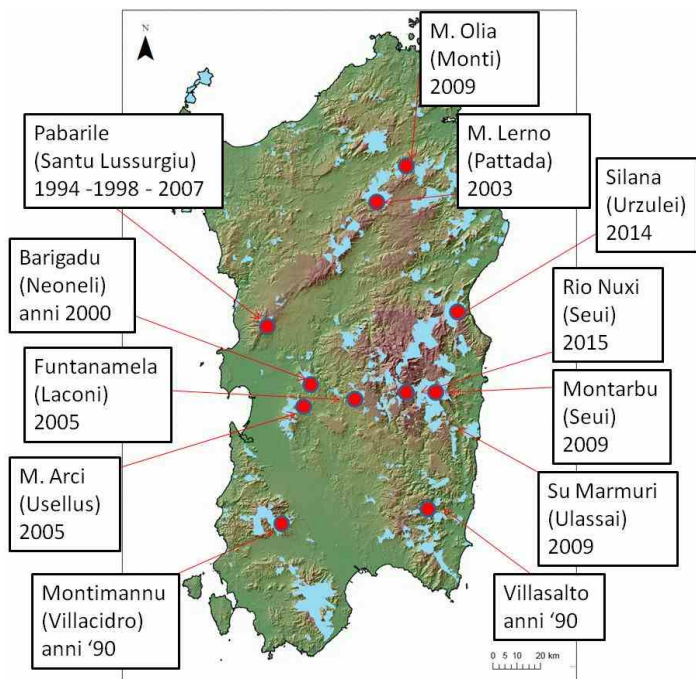 N
M. Olia
(Monti)
2009
Pabarile
(Santu Lussurgiu)
1994 -1998 - 2007
M. Lerno
(Pattada)
2003
Silana
(Urzulei)
2014
Barigadu
(Neoneli)
anni 2000
Rio Nuxi
(Seui)
2015
Funtanamela
(Laconi)
2005
Montarbu
(Seui)
2009
M. Arci
(Usellus)
2005
Su Marmuri
(Ulassai)
2009
Montimannu
(Villacidro)
anni ‘90
Villasalto
anni ‘90
0 5 10 20 km